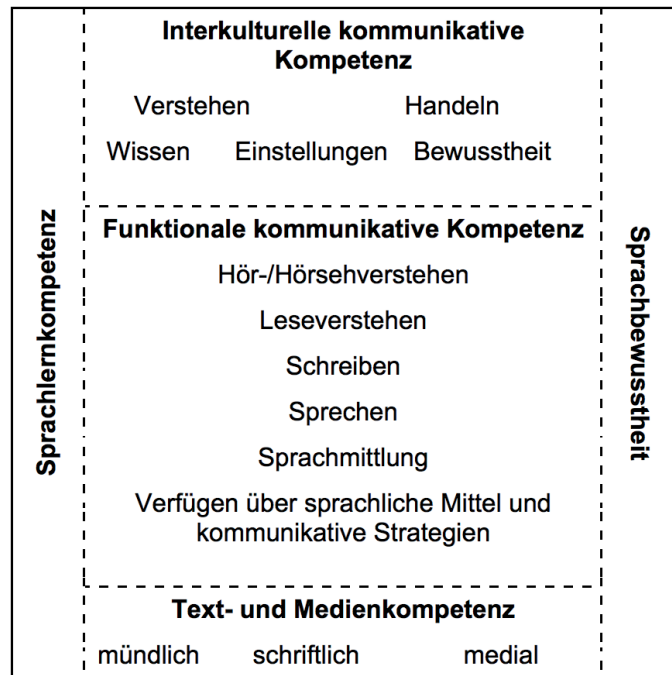 Interkulturelle kommunikative
Kompetenz
Verstehen Handeln
Wissen Einstellungen Bewusstheit
Sprachlernkompetenz
Funktionale kommunikative Kompetenz
Hör-/Hörsehverstehen
Leseverstehen
Schreiben
Sprechen
Sprachmittlung
Verfügen über sprachliche Mittel und
kommunikative Strategien
Sprachbewusstheit
Text- und Medienkompetenz
mündlich schriftlich medial